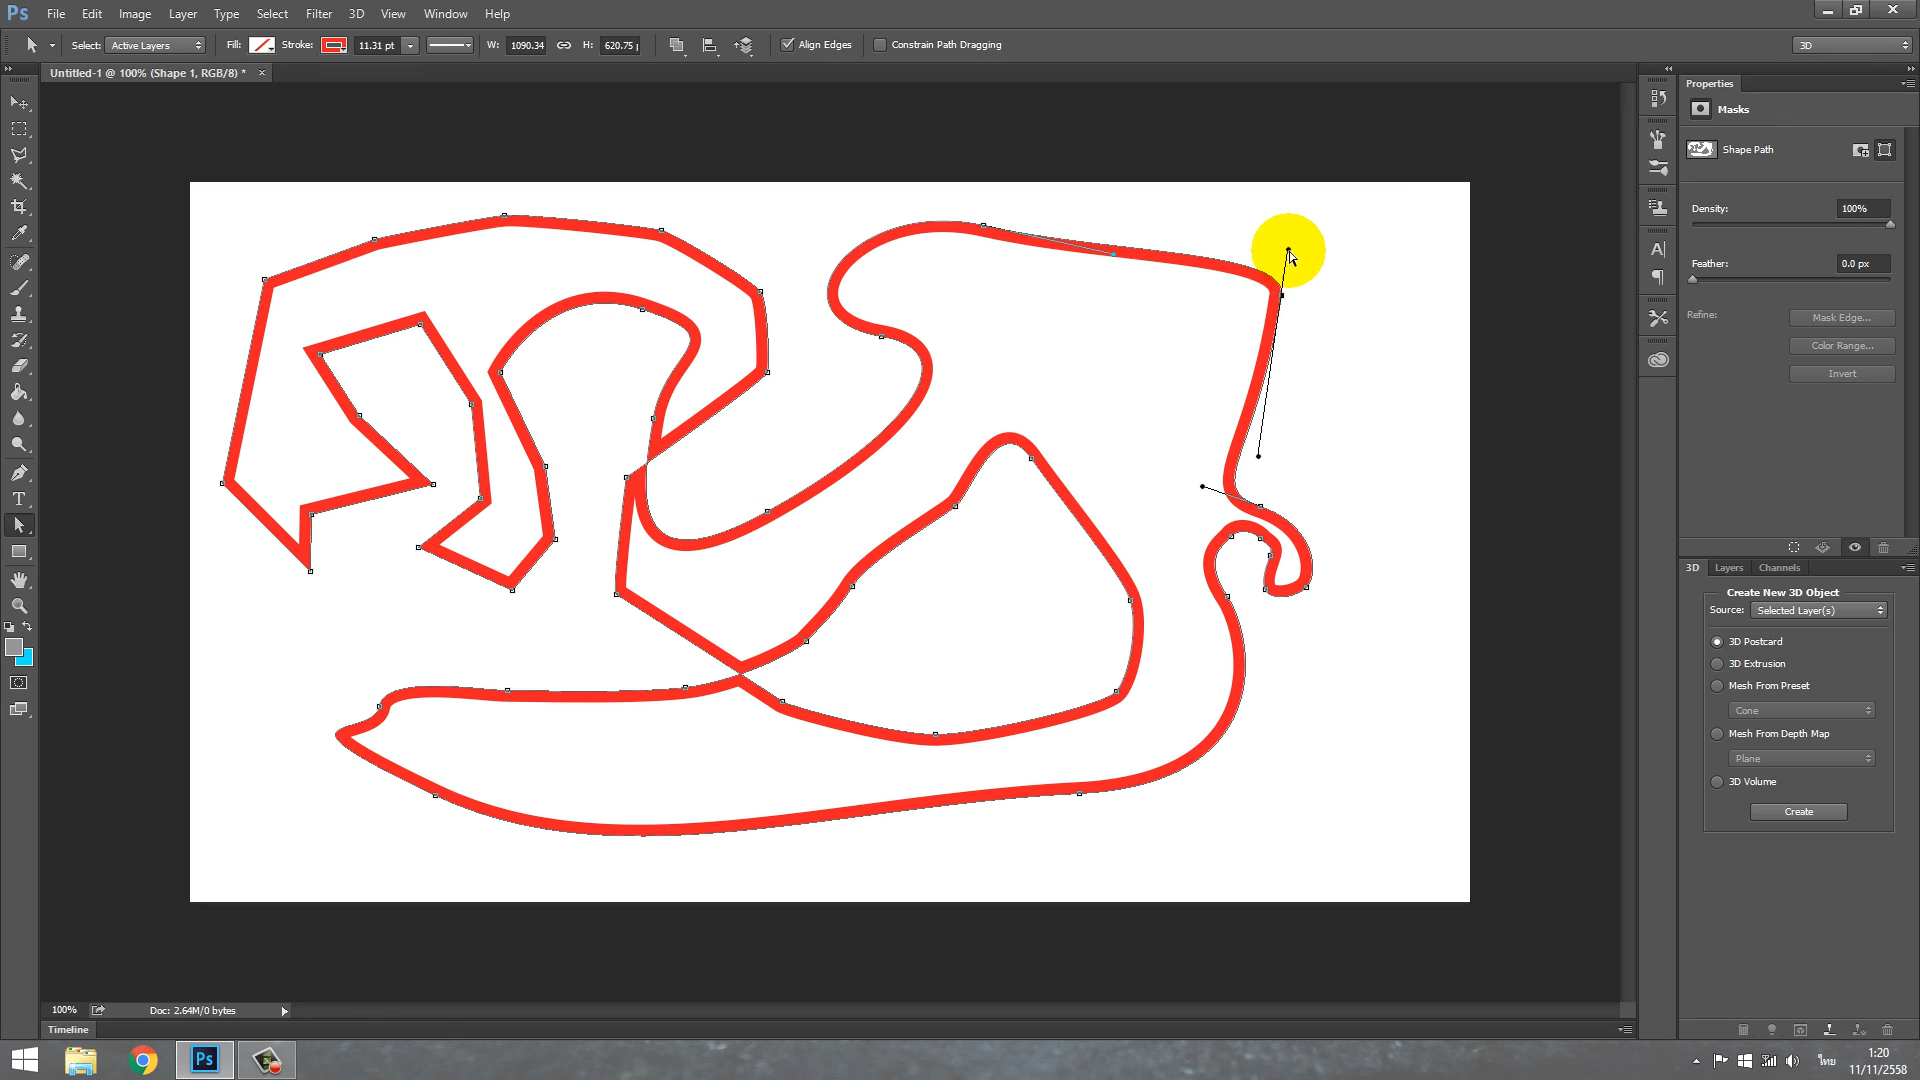 Ps File Edit Image Layer Type Select Filter 3D View Window Help
Select: Active Layers Fill: Stroke: 11.31 pt W: 1090.34 H: 620.75 Align Edges Constrain Path Dragging 3D
Untitled-1 @ 100% (Shape 1, RGB/8) *
Properties
Masks
Shape Path
Density: 100%
Feather: 0.0 px
Refine: Mask Edge...
Color Range...
Invert
3D Layers Channels
Create New 3D Object
Source: Selected Layer(s)
3D Postcard
3D Extrusion
Mesh From Preset
Cone
Mesh From Depth Map
Plane
3D Volume
Create
100% Doc: 2.64M/0 bytes
Timeline
Ps
ไทย
1:20
11/11/2558